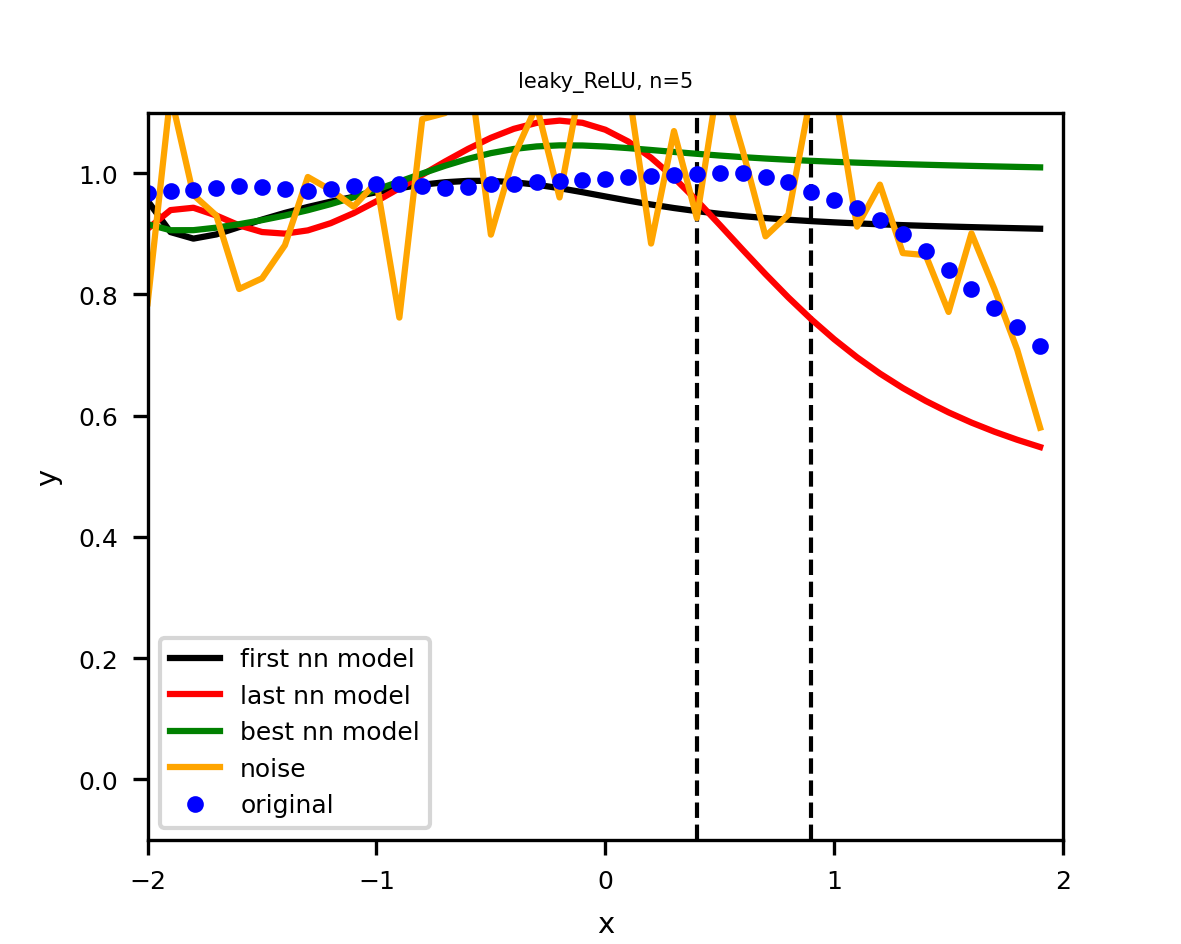 leaky_ReLU, n=5
1.0
0.8
0.6
0.4
0.2
0.0
y
first nn model
last nn model
best nn model
noise
original
−2
−1
0
1
2
x